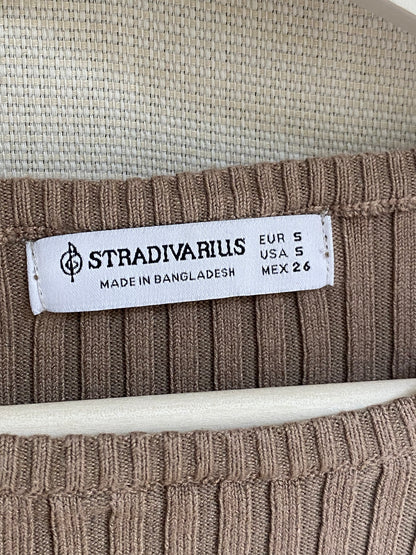 STRADIVARIUS
MADE IN BANGLADESH
EUR S
USA S
MEX 26